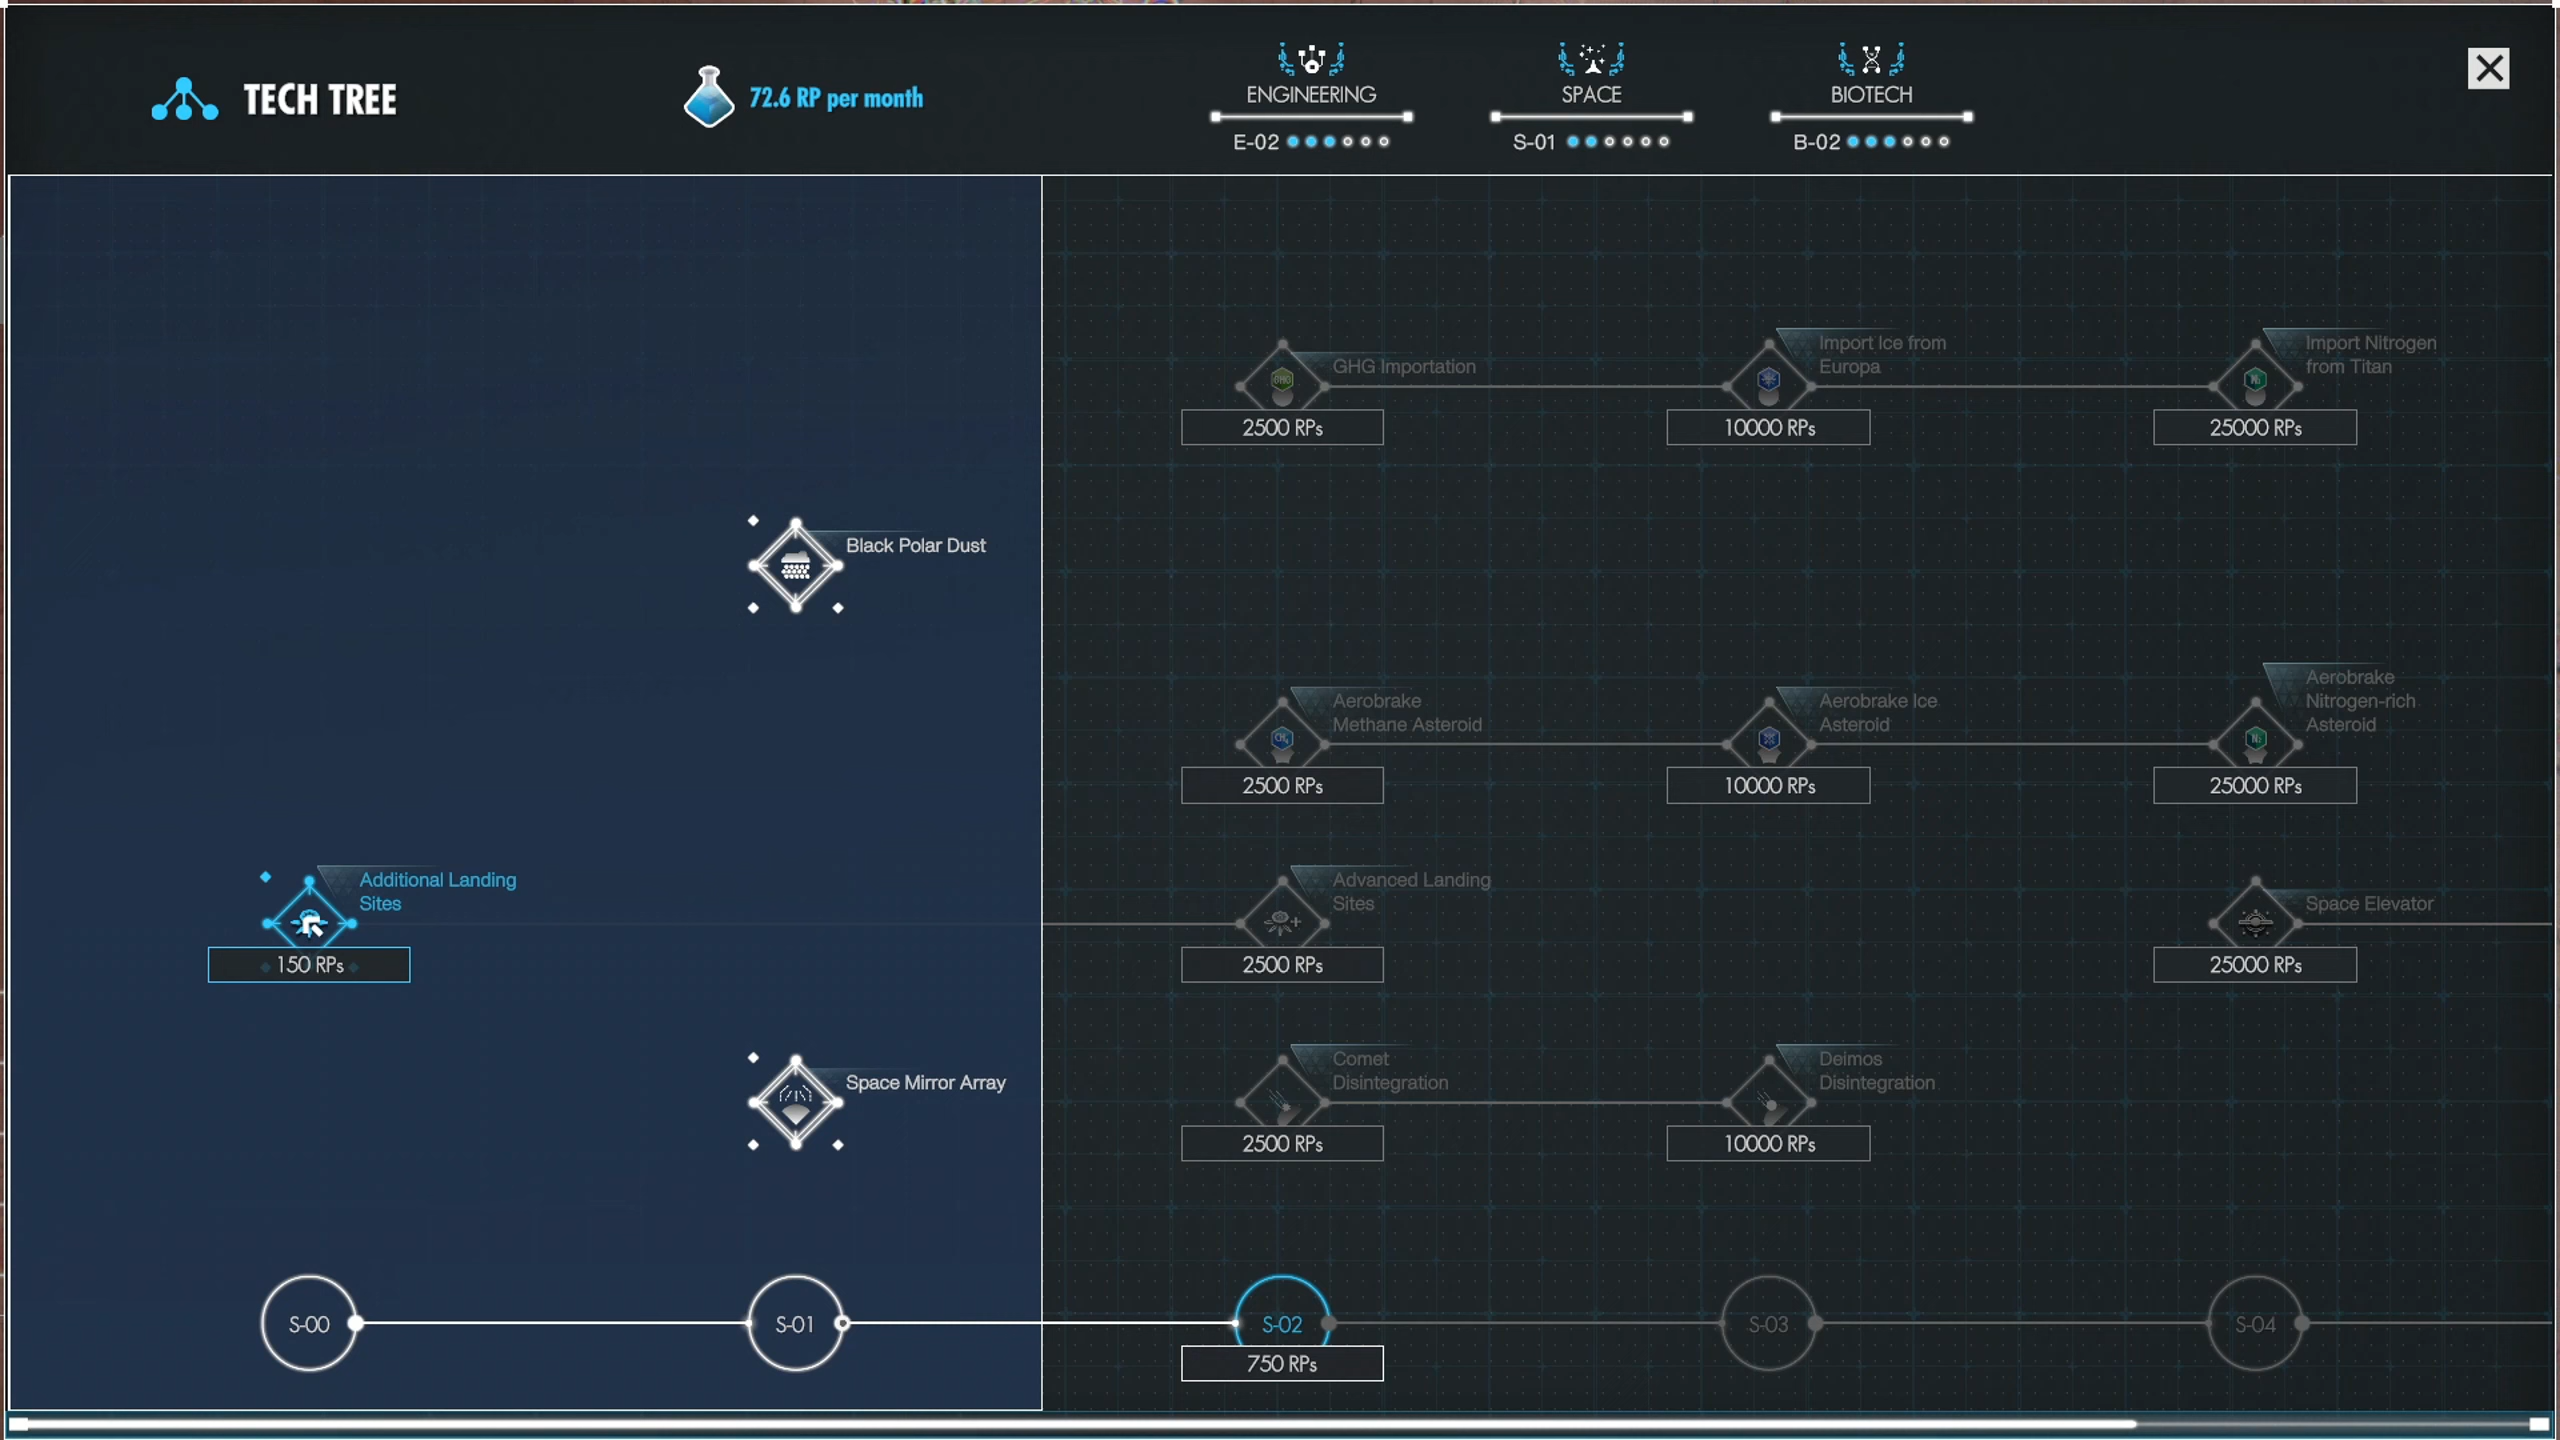 TECH TREE
72.6 RP per month
ENGINEERING
E-02
SPACE
S-01
BIOTECH
B-02
GHG Importation
GHG
2500 RPs
Import Ice from
Europa
10000 RPs
Import Nitrogen
from Titan
N₂
25000 RPs
Black Polar Dust
Aerobrake
Methane Asteroid
CH₄
2500 RPs
Aerobrake Ice
Asteroid
10000 RPs
Aerobrake
Nitrogen-rich
Asteroid
N₂
25000 RPs
Additional Landing
Sites
150 RPs
Advanced Landing
Sites
2500 RPs
Space Elevator
25000 RPs
Space Mirror Array
Comet
Disintegration
2500 RPs
Deimos
Disintegration
10000 RPs
S-00
S-01
S-02
750 RPs
S-03
S-04